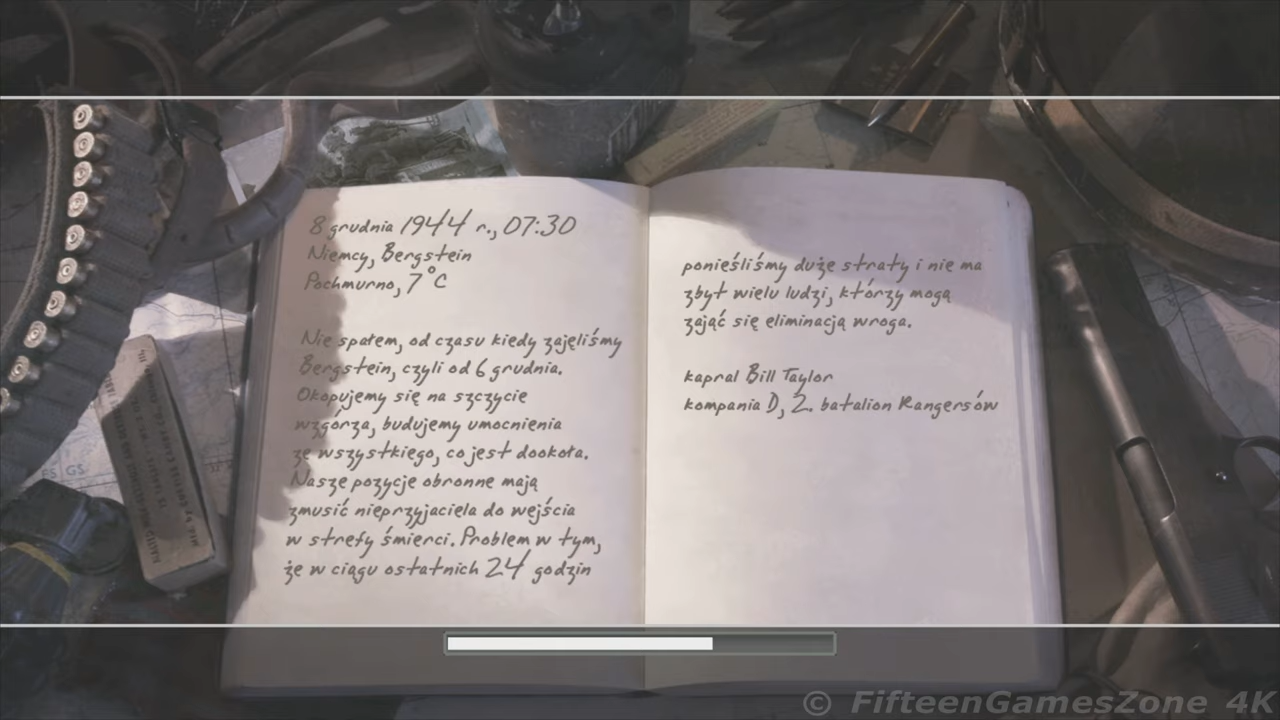 8 grudnia 1944 r., 07:30
Niemcy, Bergstein
Pochmurno, 7°C
Nie spałem, od czasu kiedy zajęliśmy
Bergstein, czyli od 6 grudnia.
Okopujemy się na szczycie
wzgórza, budujemy umocnienia
ze wszystkiego, co jest dookoła.
Nasze pozycje obronne mają
zmusić nieprzyjaciela do wejścia
w strefy śmierci. Problem w tym,
że w ciągu ostatnich 24 godzin
ponieśliśmy duże straty i nie ma
zbyt wielu ludzi, którzy mogą
zająć się eliminacją wroga.
kapral Bill Taylor
kompania D, 2. batalion Rangersów
ES GS
© FifteenGamesZone 4K